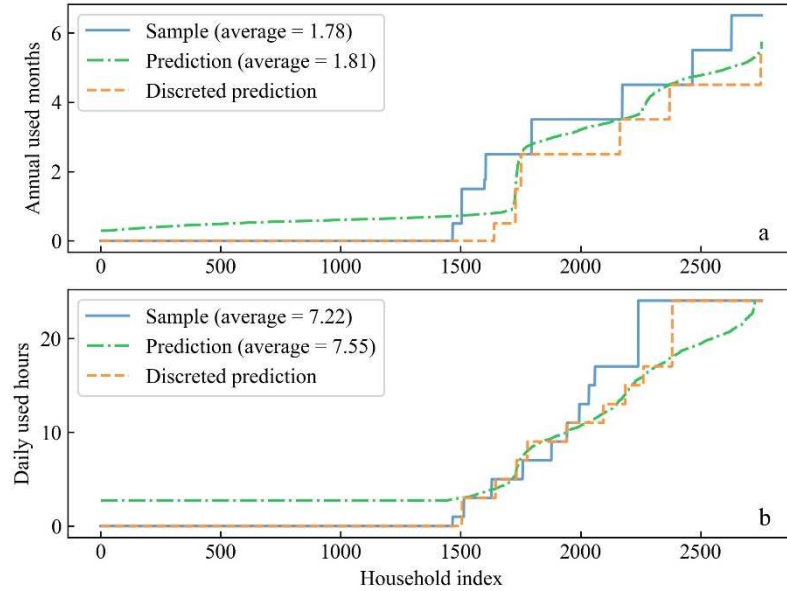 Sample (average = 1.78)
Prediction (average = 1.81)
Discreted prediction
Annual used months
6
4
2
0
a
0 500 1000 1500 2000 2500
Sample (average = 7.22)
Prediction (average = 7.55)
Discreted prediction
Daily used hours
20
10
0
b
0 500 1000 1500 2000 2500
Household index